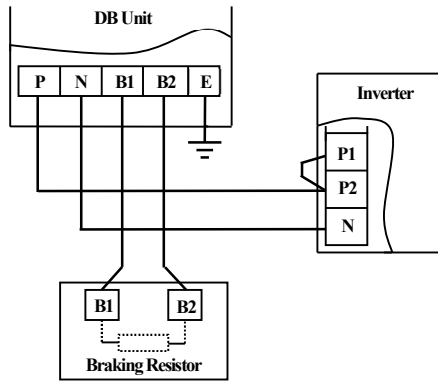 DB Unit
P N B1 B2 E
Inverter
P1
P2
N
B1 B2
Braking Resistor